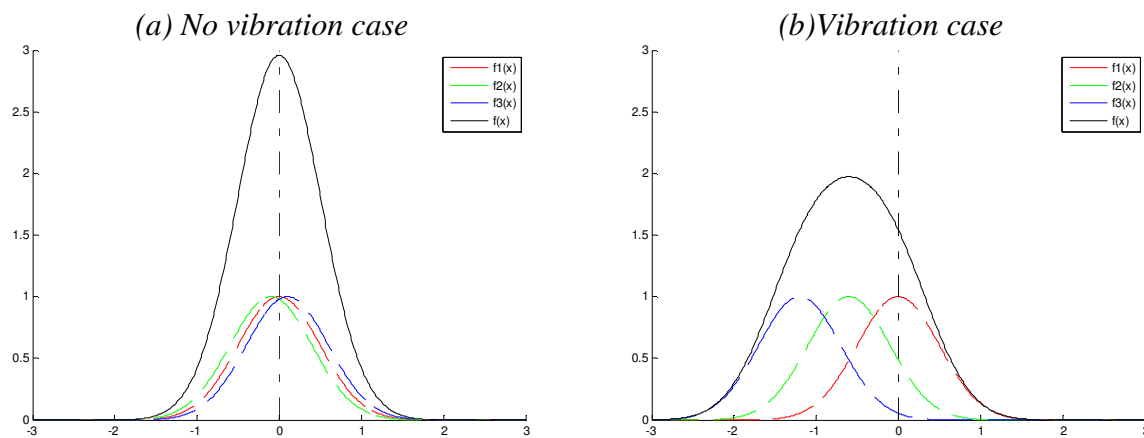 (a) No vibration case
3
2.5
2
1.5
1
0.5
0
-3 -2 -1 0 1 2 3
f1(x)
f2(x)
f3(x)
f(x)
(b)Vibration case
3
2.5
2
1.5
1
0.5
0
-3 -2 -1 0 1 2 3
f1(x)
f2(x)
f3(x)
f(x)